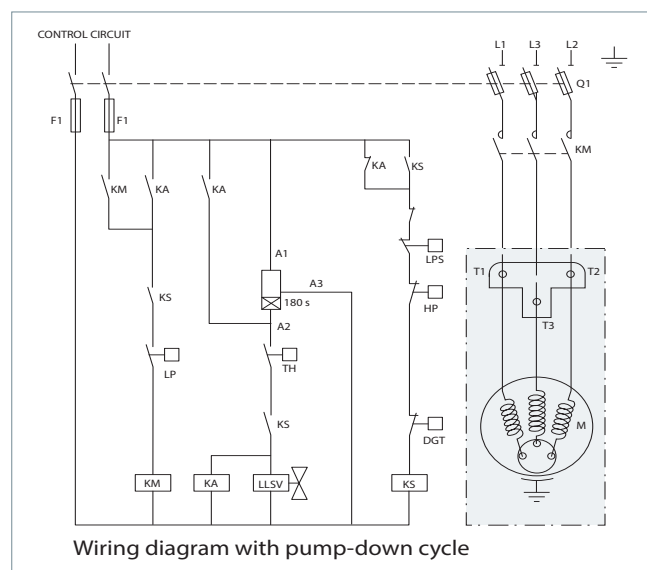 CONTROL CIRCUIT
L1 L3 L2
Q1
F1 F1
KM
KA KS
KM KA KA
LPS
A1
T1 T2
A3
KS
180 s
HP
T3
A2
LP
TH
KS
M
DGT
KM KA LLSV KS
Wiring diagram with pump-down cycle